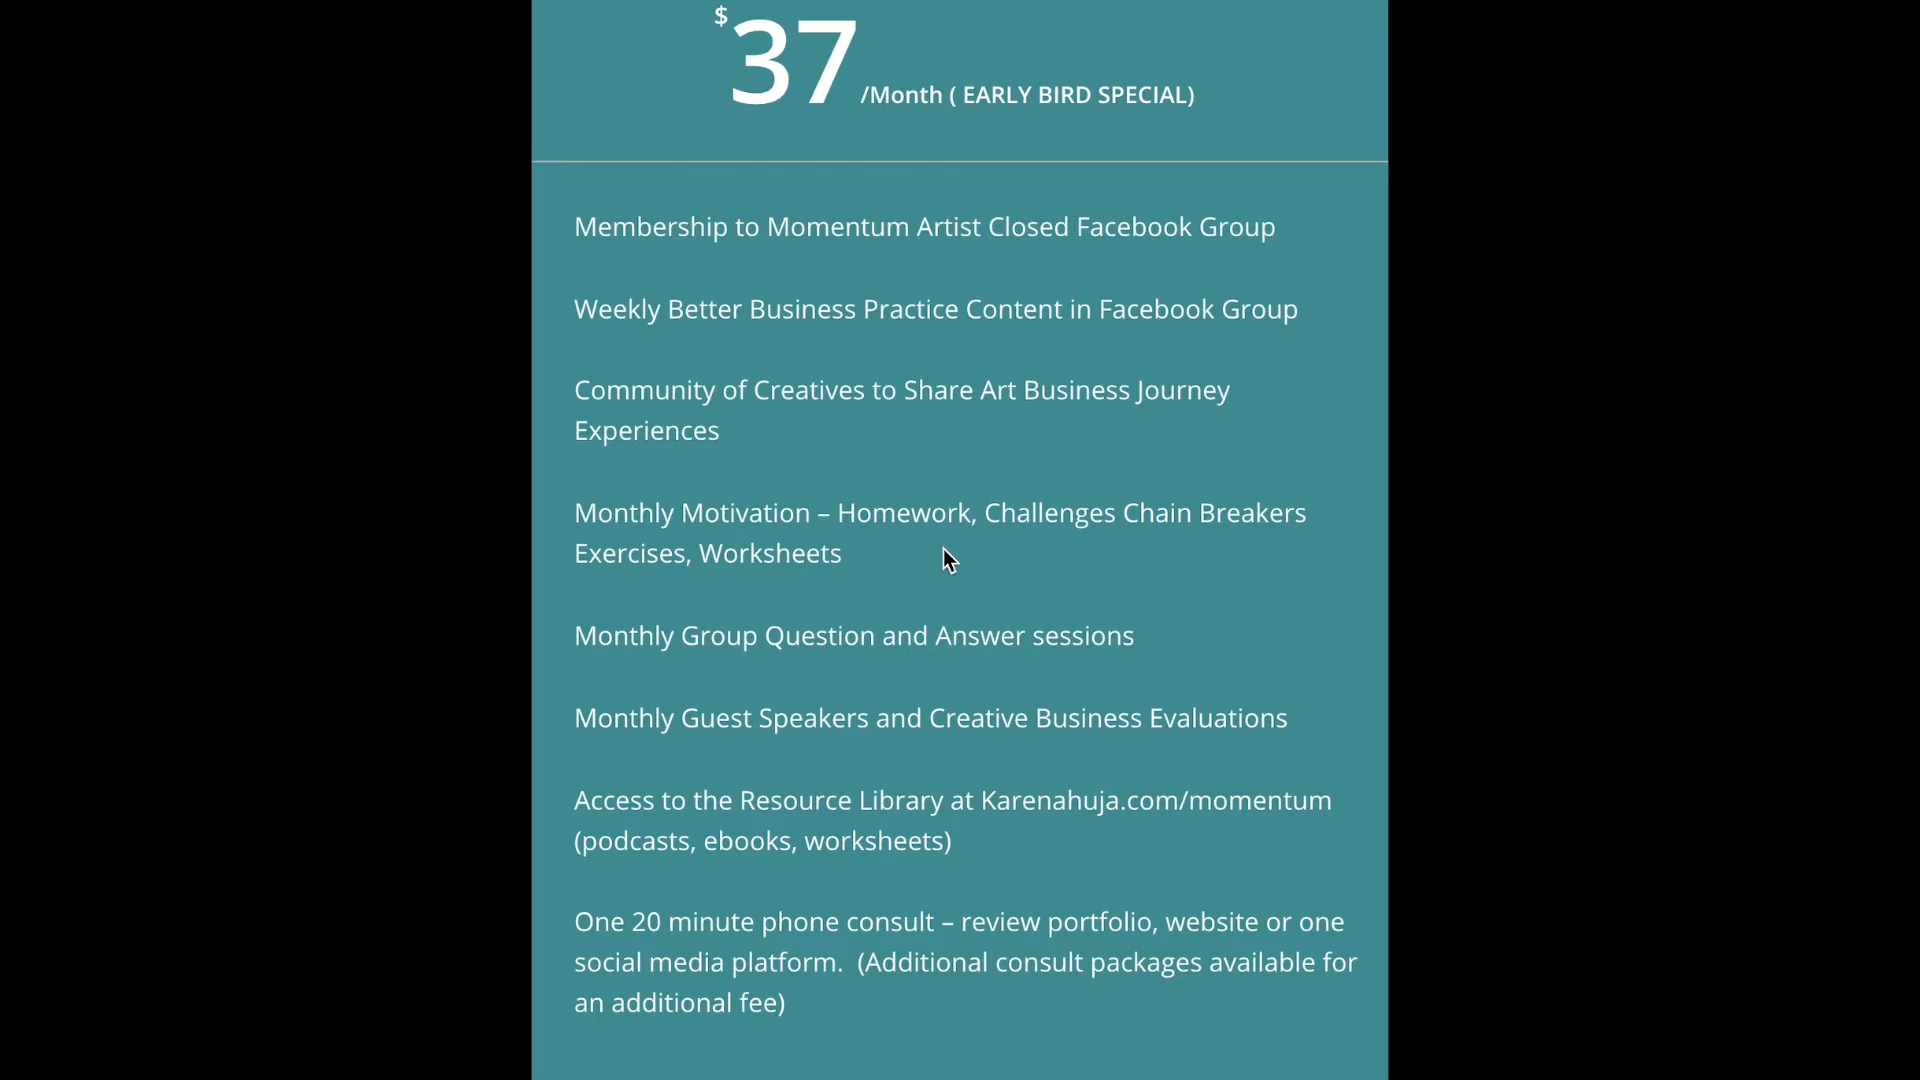 $37/Month ( EARLY BIRD SPECIAL)
Membership to Momentum Artist Closed Facebook Group
Weekly Better Business Practice Content in Facebook Group
Community of Creatives to Share Art Business Journey
Experiences
Monthly Motivation – Homework, Challenges Chain Breakers
Exercises, Worksheets
Monthly Group Question and Answer sessions
Monthly Guest Speakers and Creative Business Evaluations
Access to the Resource Library at Karenahuja.com/momentum
(podcasts, ebooks, worksheets)
One 20 minute phone consult – review portfolio, website or one
social media platform.  (Additional consult packages available for
an additional fee)